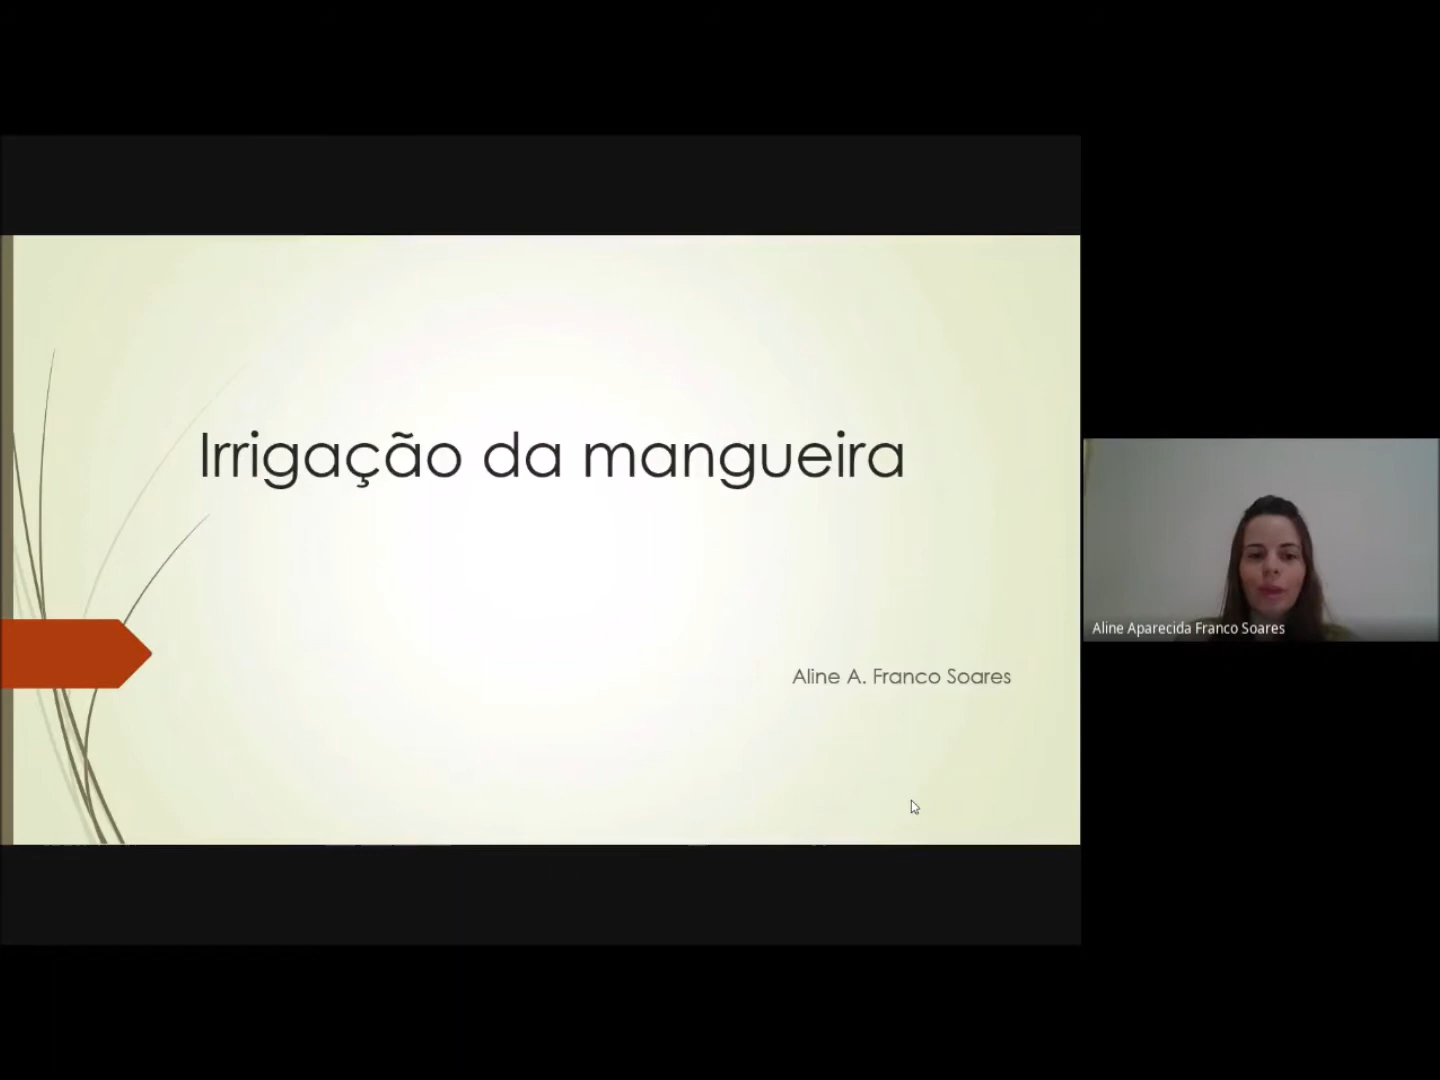 Irrigação da mangueira
Aline A. Franco Soares
Aline Aparecida Franco Soares